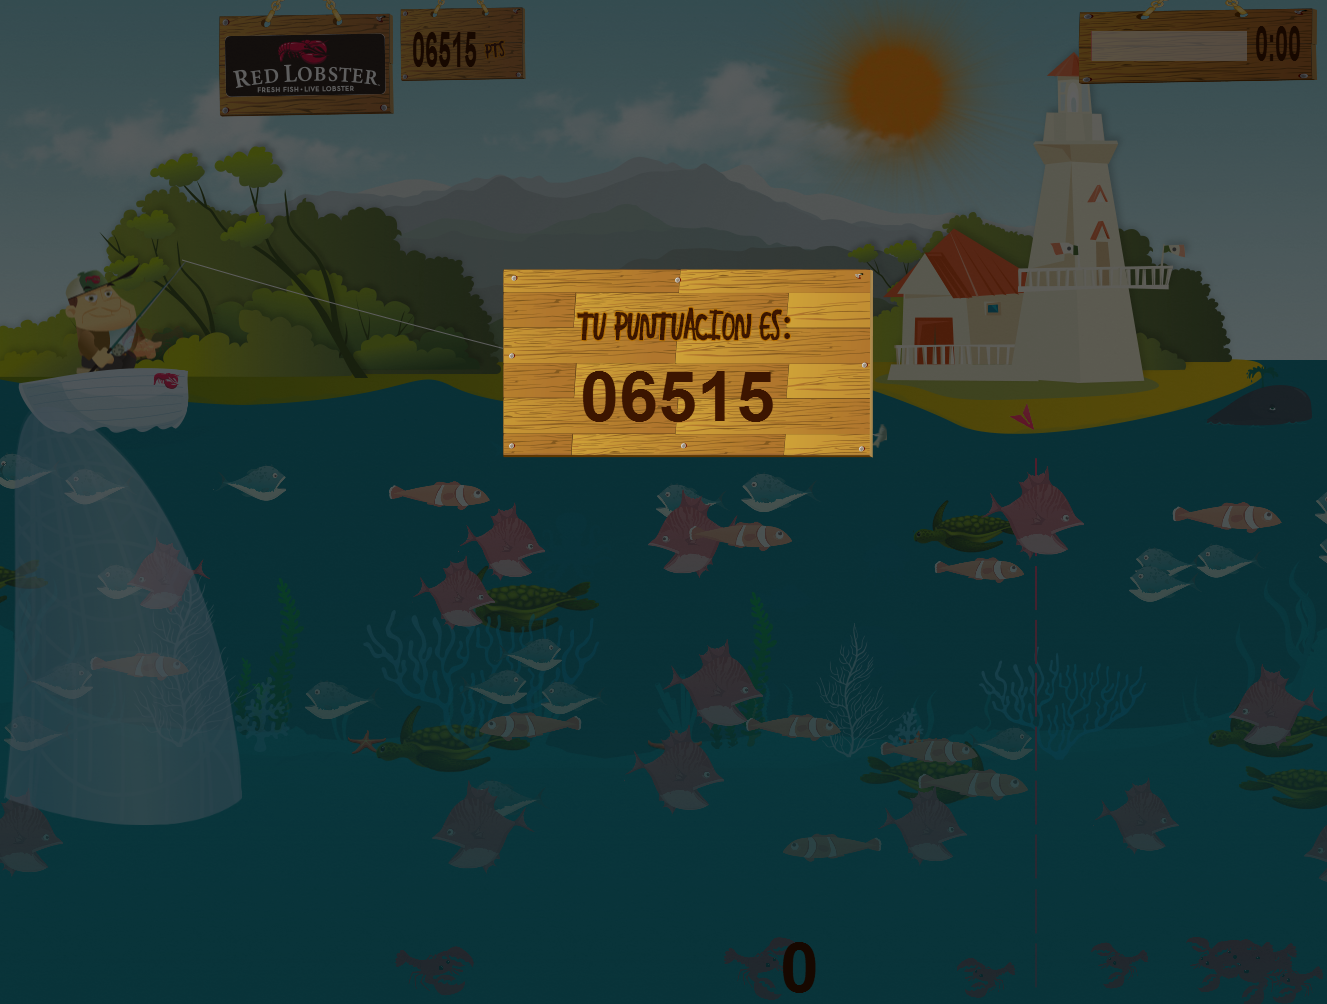 RED LOBSTER
FRESH FISH • LIVE LOBSTER
06515 PTS
0:00
TU PUNTUACION ES:
06515
0